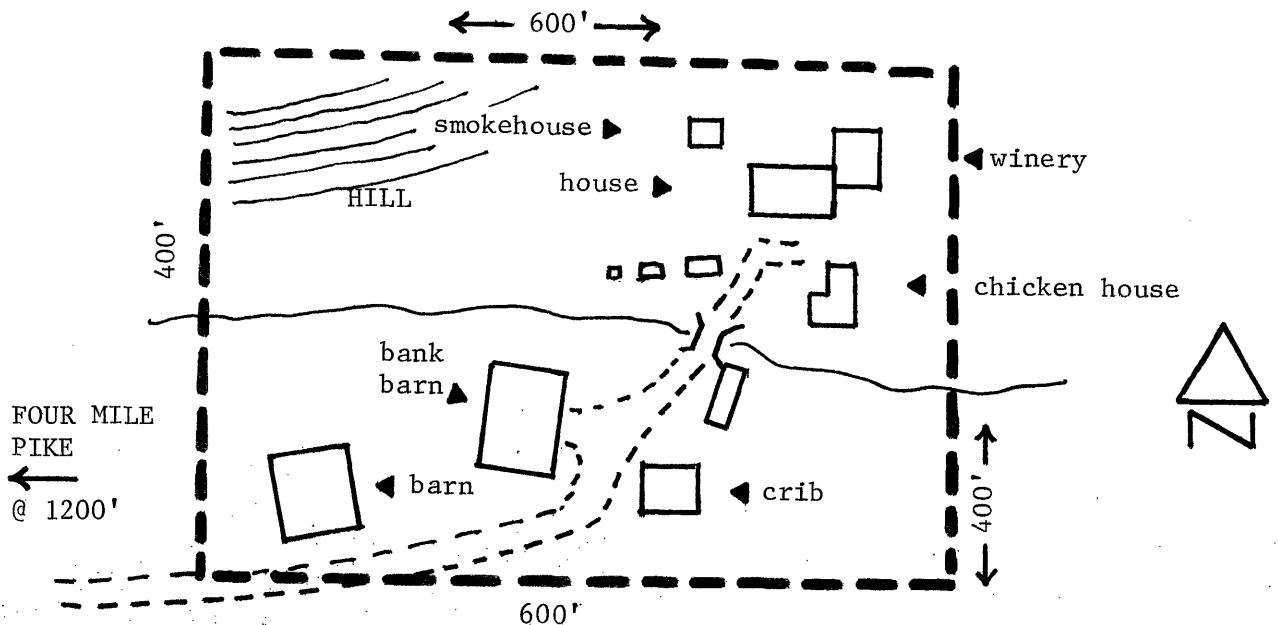 600'
smokehouse
winery
house
HILL
400'
chicken house
bank
barn
FOUR MILE
PIKE
@ 1200'
barn
crib
400'
600'
N